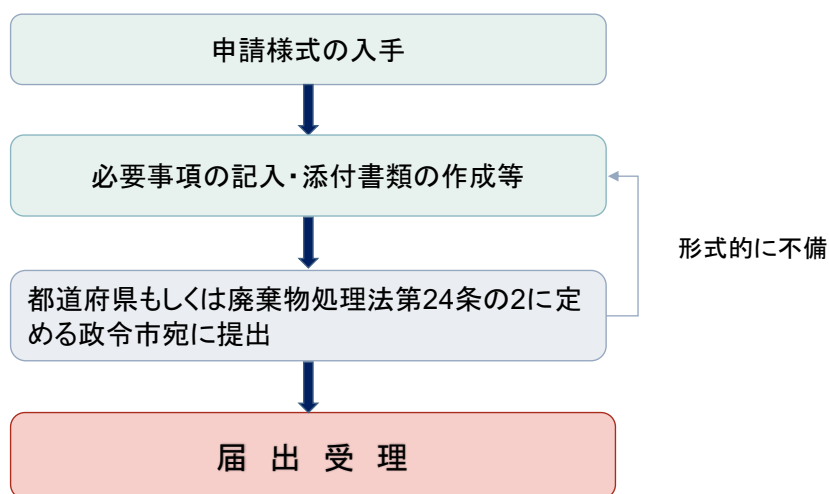 申請様式の入手
必要事項の記入・添付書類の作成等
形式的に不備
都道府県もしくは廃棄物処理法第24条の2に定
める政令市宛に提出
届 出 受 理